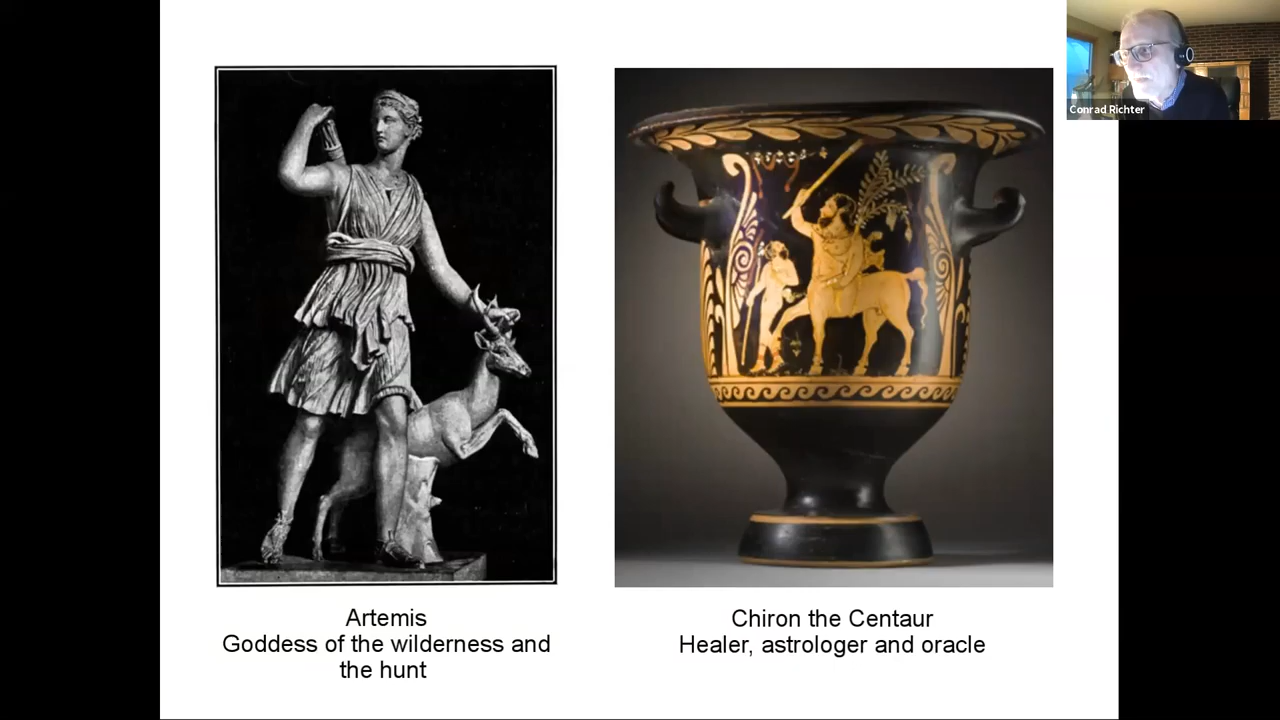 Conrad Richter
Artemis
Goddess of the wilderness and
the hunt
Chiron the Centaur
Healer, astrologer and oracle